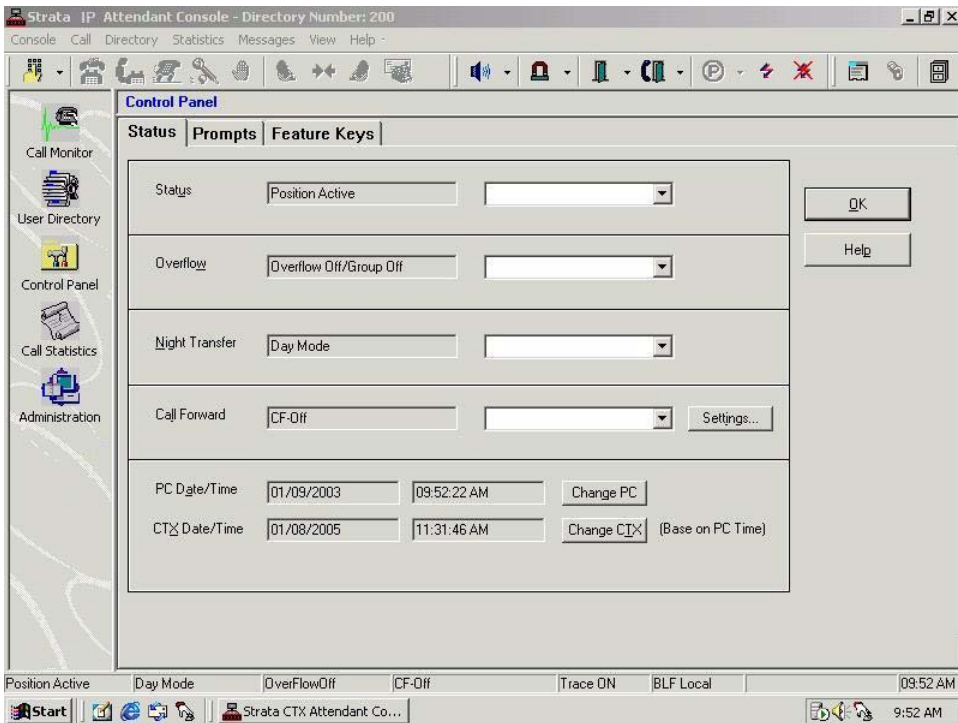 Strata IP Attendant Console - Directory Number: 200
Console Call Directory Statistics Messages View Help
Control Panel
Status Prompts Feature Keys
Call Monitor
User Directory
Control Panel
Call Statistics
Administration
Status Position Active
OK
Help
Overflow Overflow Off/Group Off
Night Transfer Day Mode
Call Forward CF-Off Settings...
PC Date/Time 01/09/2003 09:52:22 AM Change PC
CTX Date/Time 01/08/2005 11:31:46 AM Change CTX (Base on PC Time)
Position Active Day Mode OverFlowOff CF-Off Trace ON BLF Local 09:52 AM
Start Strata CTX Attendant Co... 9:52 AM